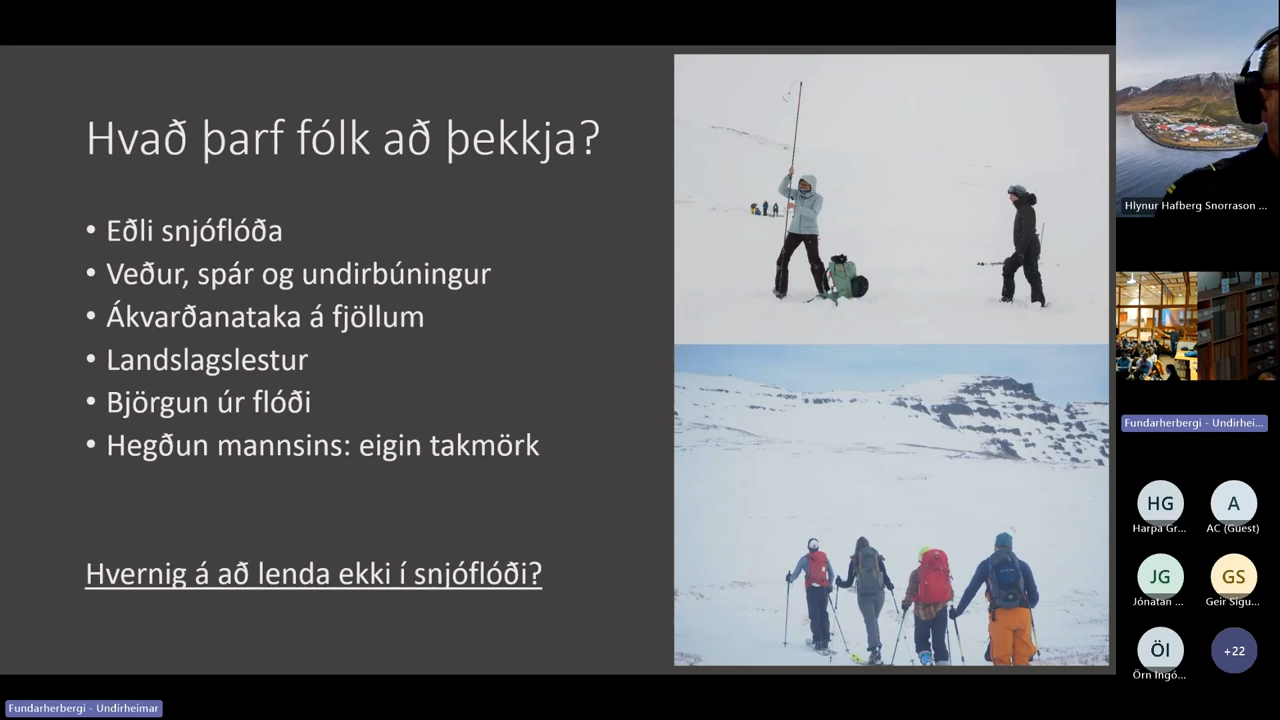 Hvað þarf fólk að þekkja?
• Eðli snjóflóða
• Veður, spár og undirbúningur
• Ákvarðanataka á fjöllum
• Landslagslestur
• Björgun úr flóði
• Hegðun mannsins: eigin takmörk
Hvernig á að lenda ekki í snjóflóði?
Hlynur Hafberg Snorrason ...
Fundarherbergi - Undirhei...
HG
Harpa Gr...
A
AC (Guest)
JG
Jónatan ...
GS
Geir Sigu...
Öl
Örn Ingó...
+22
Fundarherbergi - Undirheimar